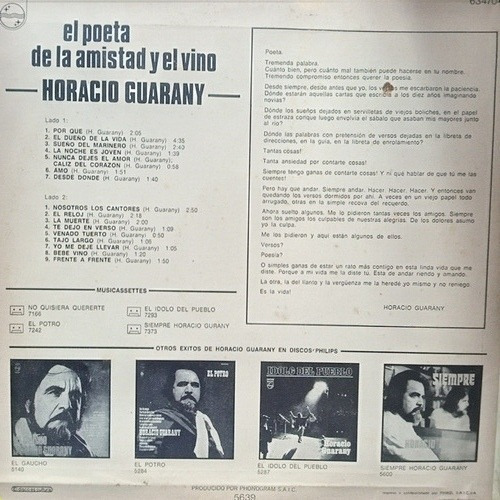 el poeta
de la amistad y el vino
HORACIO GUARANY
Lado 1:
1. POR QUE (H. Guarany) 2:05
2. EL DUEÑO DE LA VIDA (H. Guarany) 4:35
3. SUEÑO DEL MARINERO (H. Guarany) 2:40
4. LA NOCHE ES JOVEN (H. Guarany) 1:39
5. NUNCA DEJES EL AMOR (H. Guarany),
CALIZ DEL CORAZON (H. Guarany) 0:58
6. AMO (H. Guarany) 1:51
7. DESDE DONDE (H. Guarany) 1:40
Lado 2:
1. NOSOTROS LOS CANTORES (H. Guarany) 2:50
2. EL RELOJ (H. Guarany) 2:18
3. LA MUERTE (H. Guarany) 2:00
4. TE DEJO EN VERSO (H. Guarany) 1:09
5. VENADO TUERTO (H. Guarany) 0:50
6. TAJO LARGO (H. Guarany) 1:06
7. YO ME DEJE LLEVAR (H. Guarany) 1:05
8. BEBE VINO (H. Guarany) 1:20
9. FRENTE A FRENTE (H. Guarany) 1:50
Poeta.
Tremenda palabra.
Cuánto bien, pero cuánto mal también puede hacerse en tu nombre.
Tremendo compromiso entonces querer la poesía.
Desde siempre, desde antes que yo, los versos me escarbaron la paciencia.
Dónde estarán aquellas cartas que escribía a los diez años imaginando
novias?
Dónde los sueños dejados en servilletas de viejos boliches, en el papel
de estraza conque luego envolvía el sábalo que asaban mis mayores junto
al río?
Dónde las palabras con pretensión de versos dejadas en la libreta de
direcciones, en la guía, en la libreta de enrolamiento?
Tantas cosas!
Tanta ansiedad por contarte cosas!
Siempre tengo ganas de contarte cosas! Y ni qué hablar de que tú me las
cuentes!
Pero hay que andar. Siempre andar. Hacer. Hacer. Hacer. Y entonces van
quedando los versos dormidos por ahí. A veces en un viejo papel todo
arrugado, otras en la simple recova del recuerdo.
Ahora suelto algunos. Me lo pidieron tantas veces los amigos. Siempre
son los amigos los culpables de nuestras alegrías. De los dolores asumo
yo la culpa.
Me los pidieron y aquí están algunos de ellos.
Versos?
Poesía?
O simples ganas de estar un rato más contigo en esta linda vida que me
diste. Porque a mi vida me la diste tú. Esta de andar riendo y amando.
La otra, la del llanto y la vergüenza me la heredé yo mismo y no reniego.
Es la vida!
HORACIO GUARANY
MUSICASSETTES
NO QUISIERA QUERERTE
7166
EL IDOLO DEL PUEBLO
7293
EL POTRO
7242
SIEMPRE HORACIO GURANY
7373
OTROS EXITOS DE HORACIO GUARANY EN DISCOS PHILIPS
EL POTRO
HORACIO GUARANY
IDOLO DEL PUEBLO
Horacio
Guarany
SIEMPRE
HORACIO
EL GAUCHO
5140
EL POTRO
5284
EL IDOLO DEL PUEBLO
5287
SIEMPRE HORACIO GUARANY
5600
PRODUCIDO POR PHONOGRAM S.A.I.C.
5639